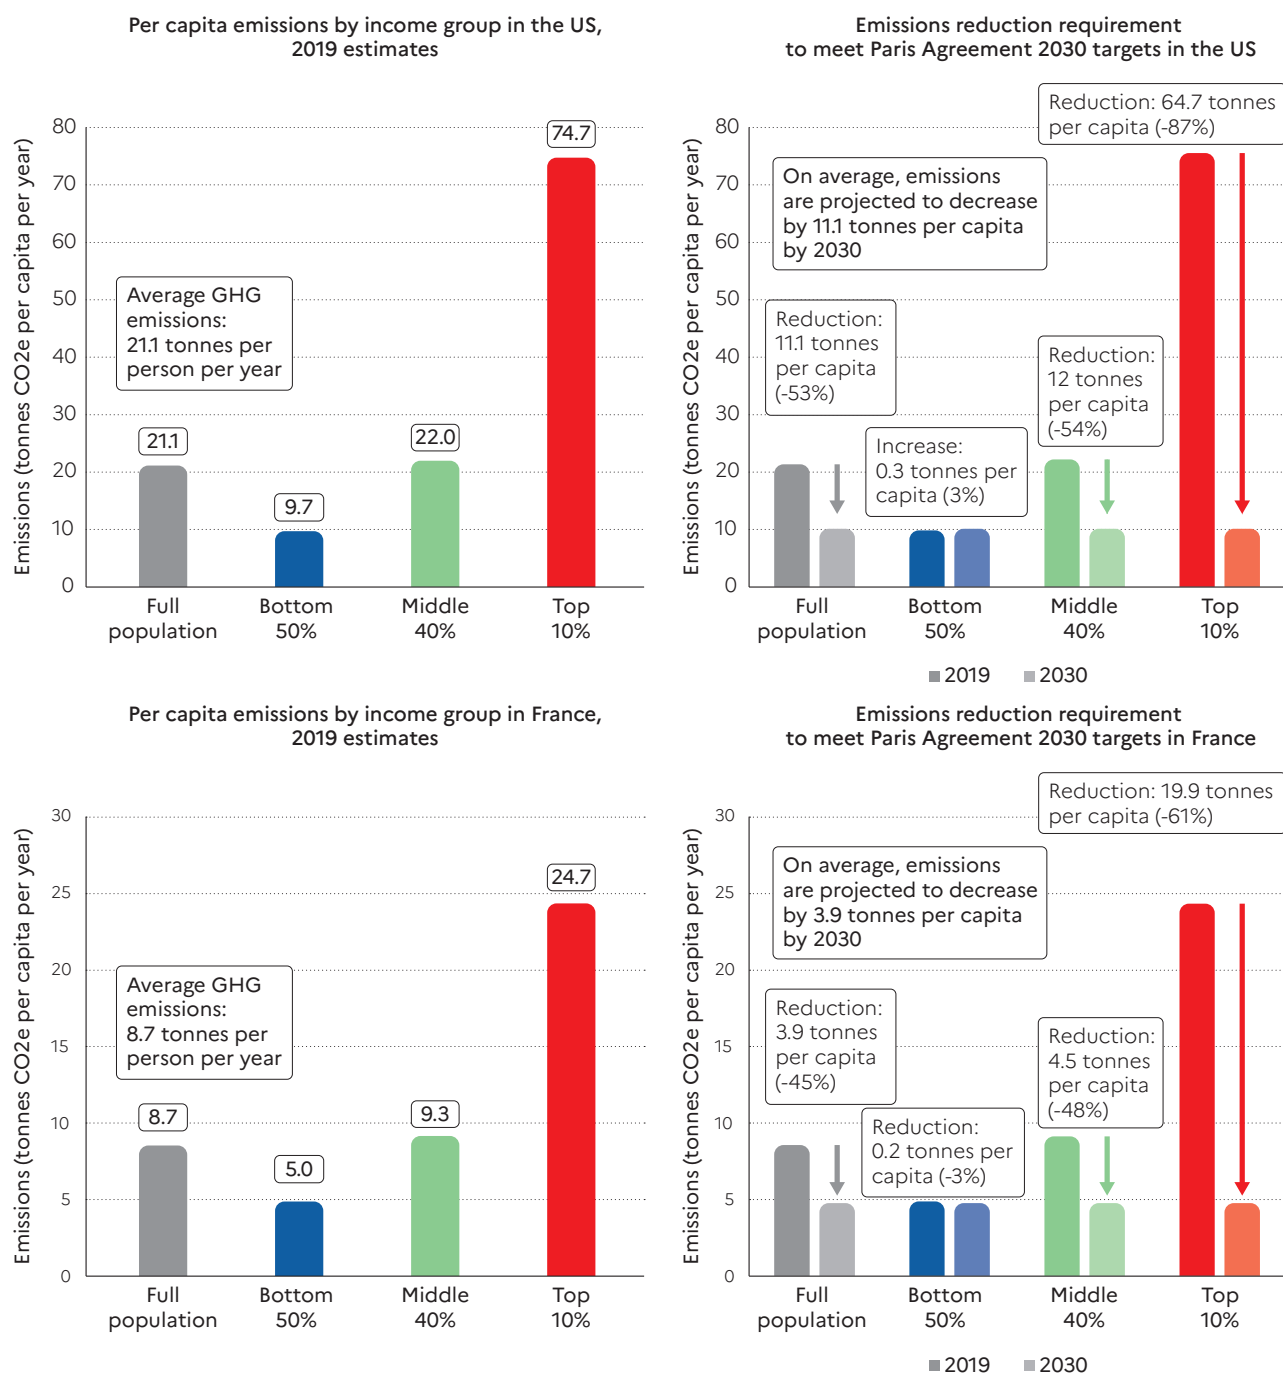 Per capita emissions by income group in the US,
2019 estimates
Emissions (tonnes CO2e per capita per year)
80
70
60
50
40
30
20
10
0
Average GHG
emissions:
21.1 tonnes per
person per year
21.1
9.7
22.0
74.7
Full
population
Bottom
50%
Middle
40%
Top
10%
Emissions reduction requirement
to meet Paris Agreement 2030 targets in the US
Emissions (tonnes CO2e per capita per year)
80
70
60
50
40
30
20
10
0
Reduction: 64.7 tonnes
per capita (-87%)
On average, emissions
are projected to decrease
by 11.1 tonnes per capita
by 2030
Reduction:
11.1 tonnes
per capita
(-53%)
Increase:
0.3 tonnes per
capita (3%)
Reduction:
12 tonnes
per capita
(-54%)
Full
population
Bottom
50%
Middle
40%
Top
10%
2019
2030
Per capita emissions by income group in France,
2019 estimates
Emissions (tonnes CO2e per capita per year)
30
25
20
15
10
5
0
Average GHG
emissions:
8.7 tonnes per
person per year
8.7
5.0
9.3
24.7
Full
population
Bottom
50%
Middle
40%
Top
10%
Emissions reduction requirement
to meet Paris Agreement 2030 targets in France
Emissions (tonnes CO2e per capita per year)
30
25
20
15
10
5
0
Reduction: 19.9 tonnes
per capita (-61%)
On average, emissions
are projected to decrease
by 3.9 tonnes per capita
by 2030
Reduction:
3.9 tonnes
per capita
(-45%)
Reduction:
0.2 tonnes per
capita (-3%)
Reduction:
4.5 tonnes
per capita
(-48%)
Full
population
Bottom
50%
Middle
40%
Top
10%
2019
2030